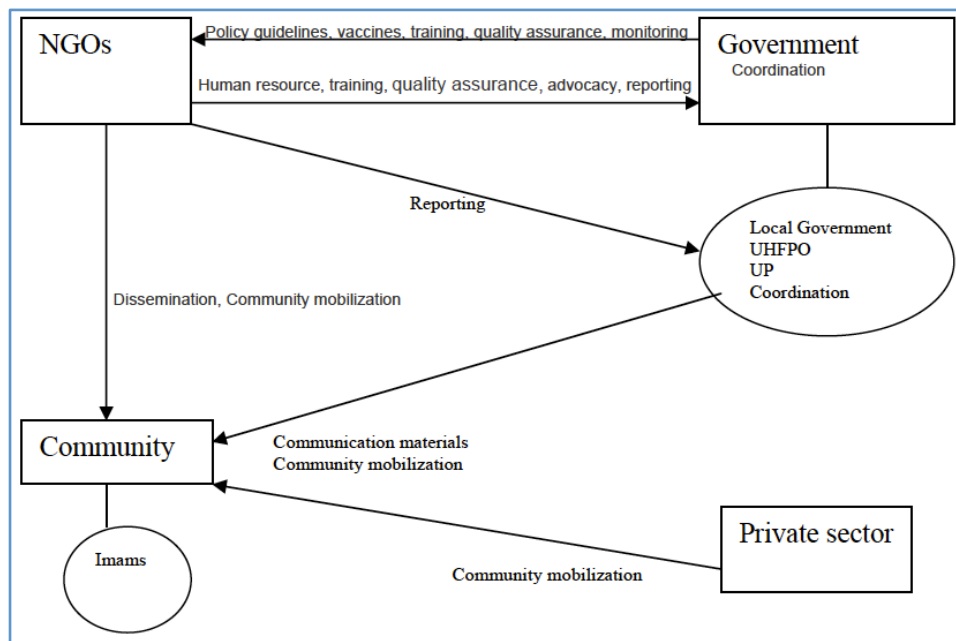 NGOs
Policy guidelines, vaccines, training, quality assurance, monitoring
Government
Coordination
Human resource, training, quality assurance, advocacy, reporting
Reporting
Local Government
UHFPO
UP
Coordination
Dissemination, Community mobilization
Community
Communication materials
Community mobilization
Private sector
Imams
Community mobilization